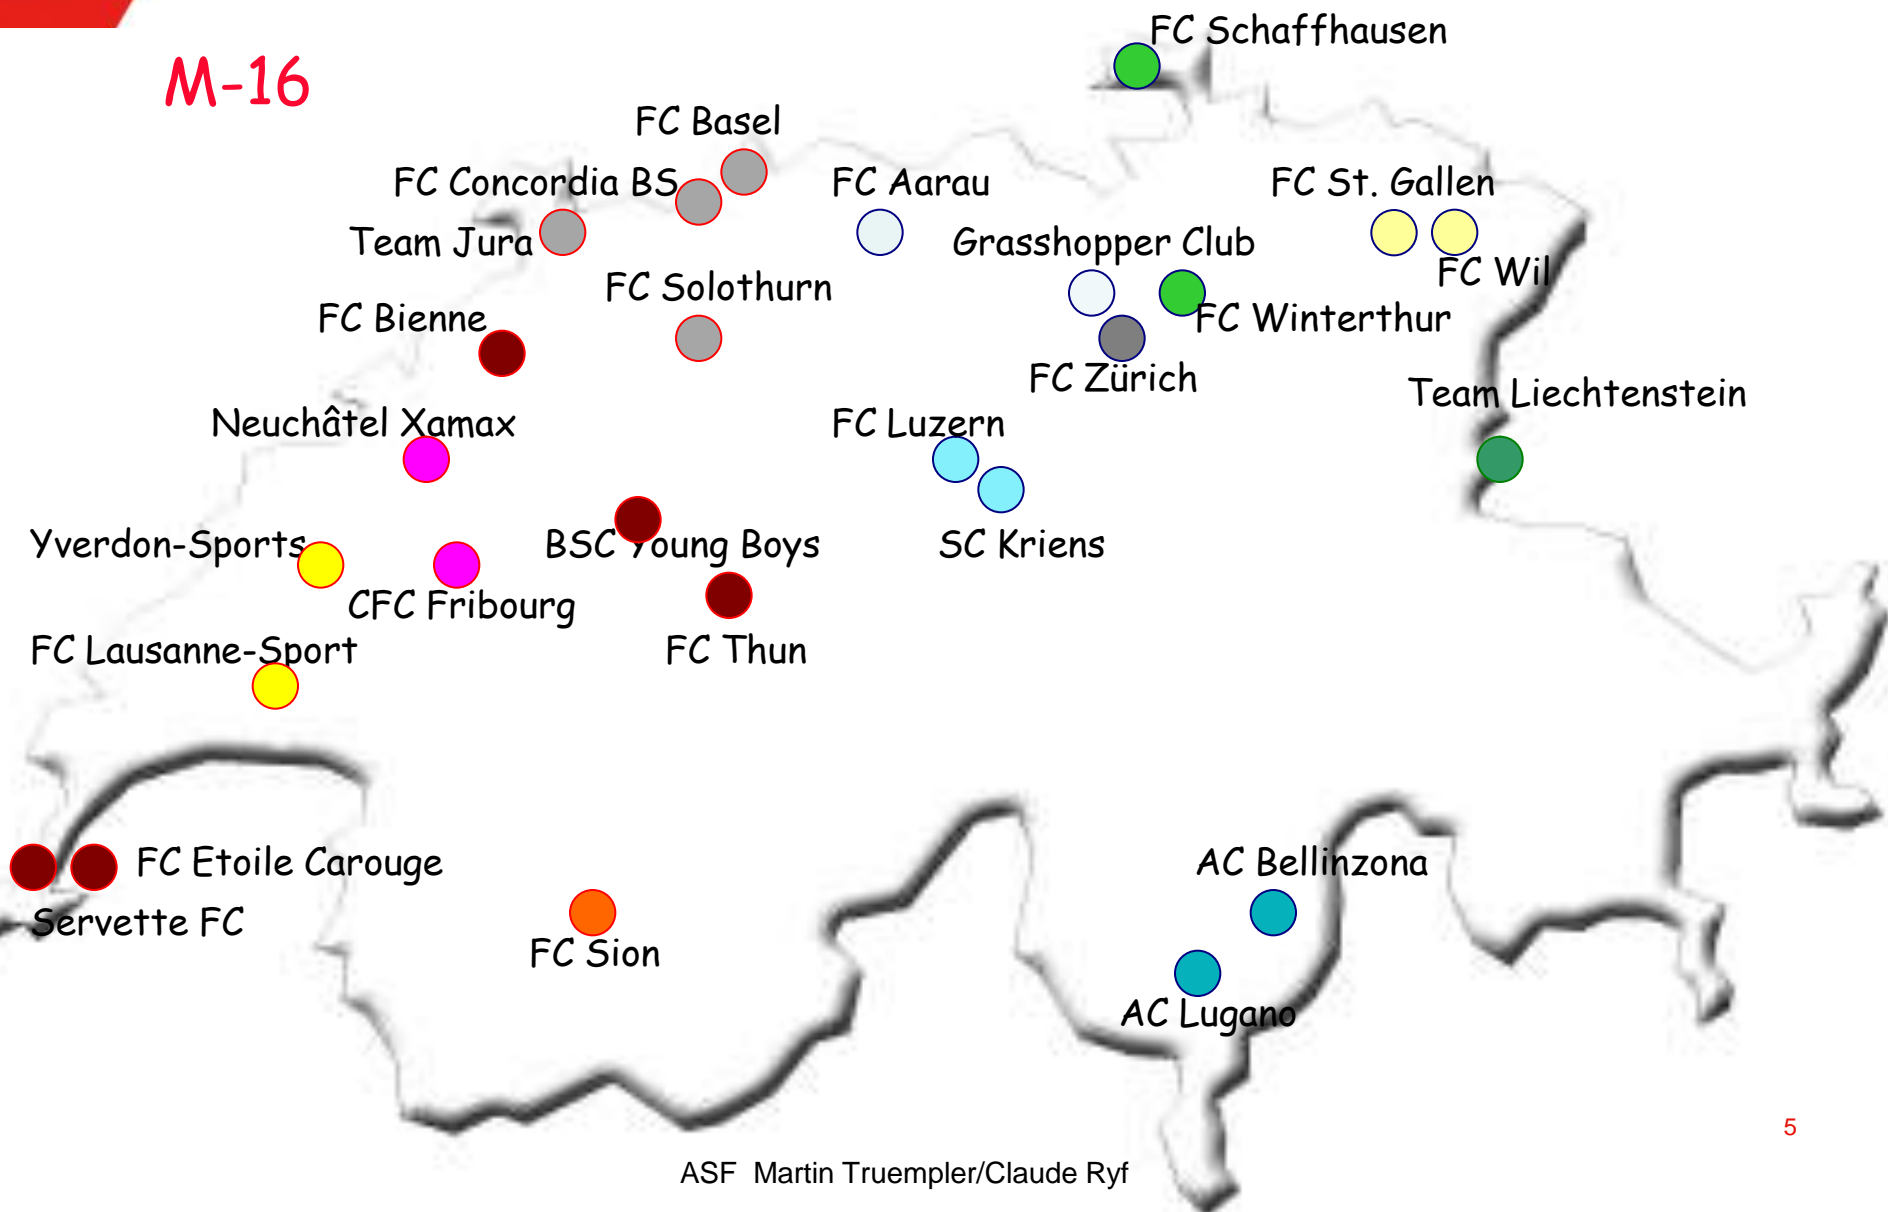 FC Schaffhausen
M-16
FC Basel
FC Concordia BS
FC Aarau
FC St. Gallen
Team Jura
Grasshopper Club
FC Wil
FC Solothurn
FC Bienne
FC Winterthur
FC Zürich
Team Liechtenstein
Neuchâtel Xamax
FC Luzern
Yverdon-Sports
BSC Young Boys
SC Kriens
CFC Fribourg
FC Lausanne-Sport
FC Thun
FC Etoile Carouge
AC Bellinzona
Servette FC
FC Sion
AC Lugano
5
ASF Martin Truempler/Claude Ryf